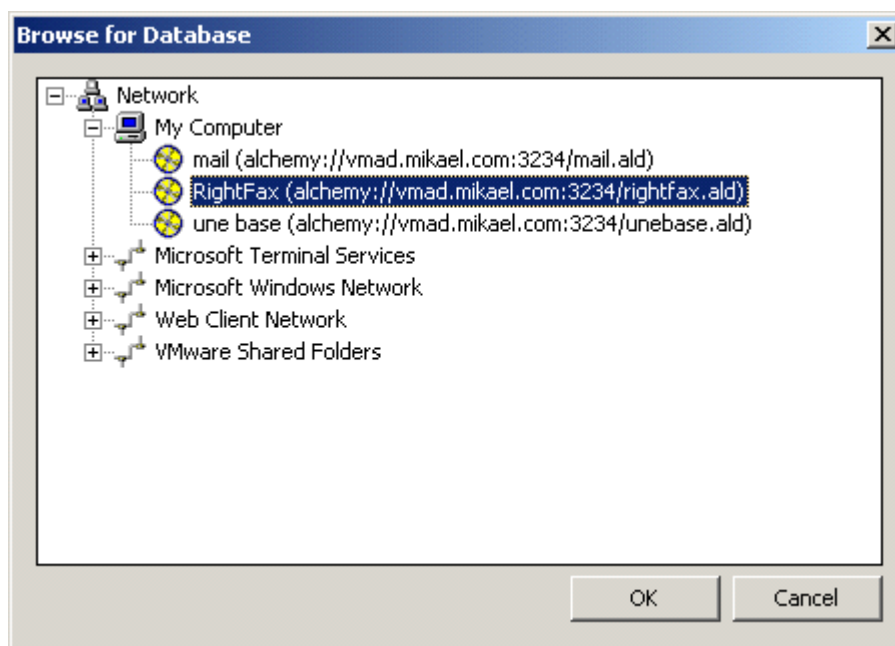 Browse for Database
Network
My Computer
mail (alchemy://vmad.mikael.com:3234/mail.ald)
RightFax (alchemy://vmad.mikael.com:3234/rightfax.ald)
une base (alchemy://vmad.mikael.com:3234/unebase.ald)
Microsoft Terminal Services
Microsoft Windows Network
Web Client Network
VMware Shared Folders
OK Cancel